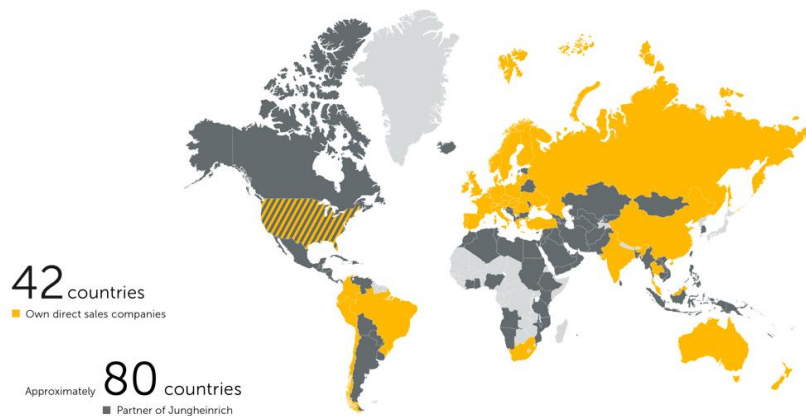 42 countries
Own direct sales companies
Approximately 80 countries
Partner of Jungheinrich